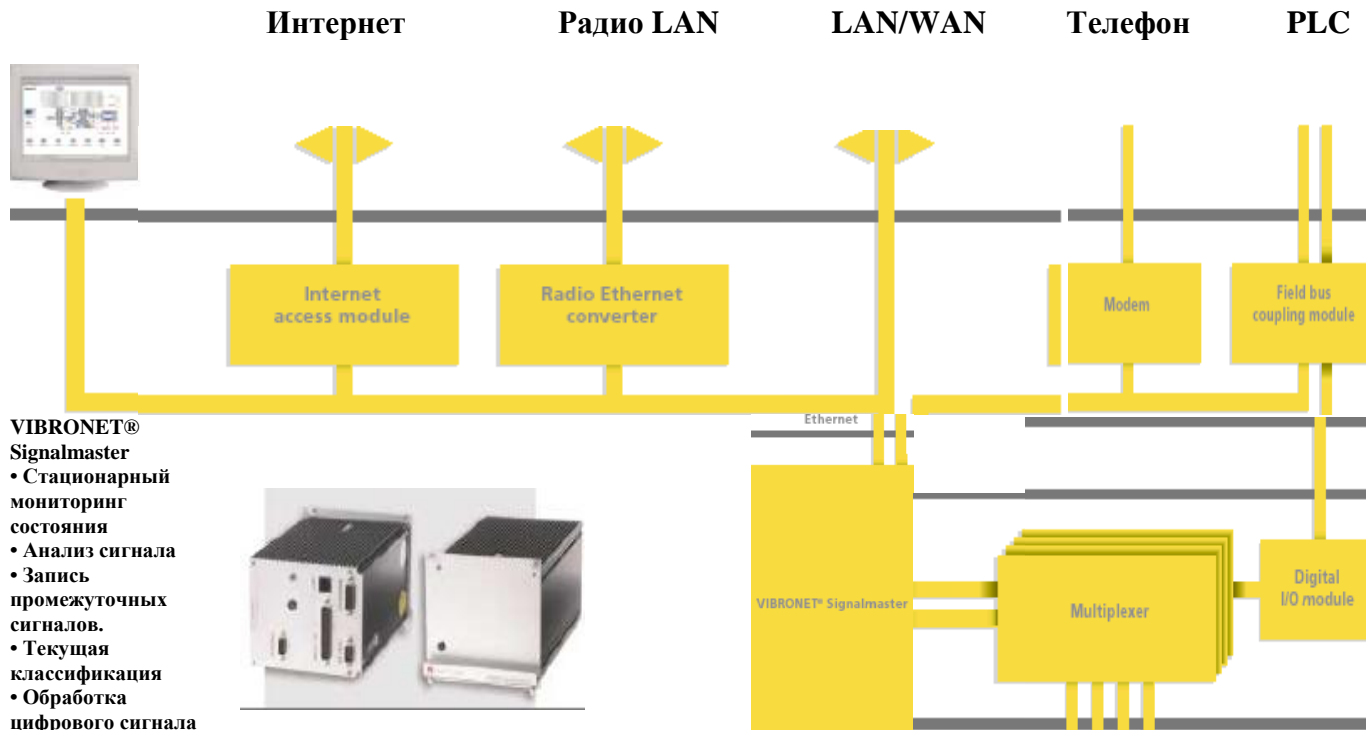 Интернет
Радио LAN
LAN/WAN
Телефон
PLC
Internet
access module
Radio Ethernet
converter
Modem
Field bus
coupling module
Ethernet
VIBRONET®
Signalmaster
• Стационарный
мониторинг
состояния
• Анализ сигнала
• Запись
промежуточных
сигналов.
• Текущая
классификация
• Обработка
цифрового сигнала
VIBRONET® Signalmaster
Multiplexer
Digital
I/O module